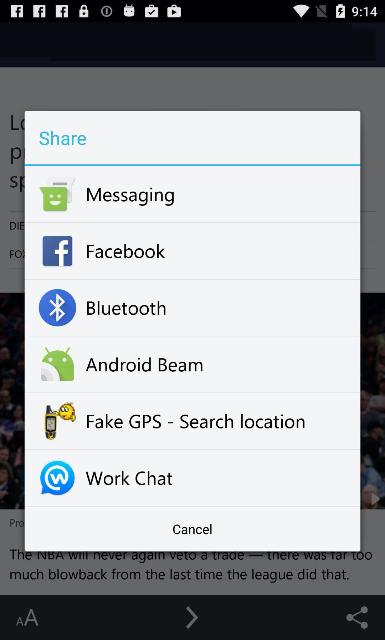 9:14
Lo
pr
sp
DIE
FOX
Share
Messaging
Facebook
Bluetooth
Android Beam
Fake GPS - Search location
Work Chat
Cancel
Pro
The NBA will never again veto a trade — there was far too
much blowback from the last time the league did that.
AA